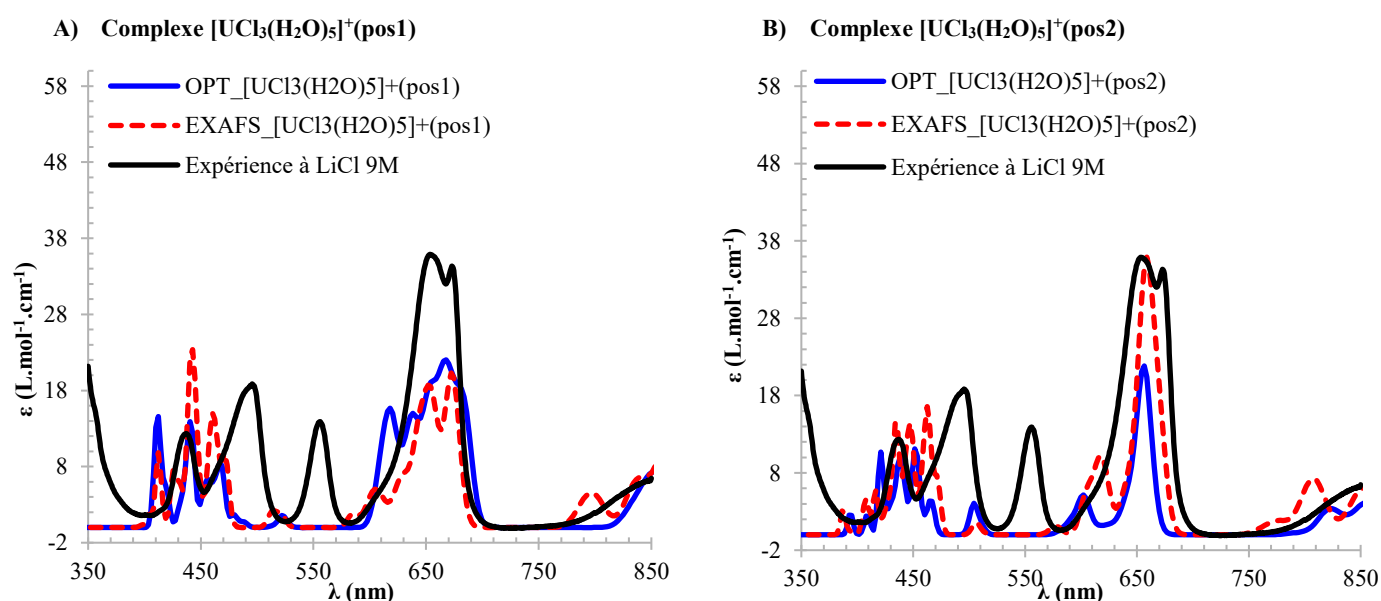 A) Complexe [UCl₃(H₂O)₅]⁺(pos1)
58
48
38
28
18
8
-2
ε (L.mol⁻¹.cm⁻¹)
OPT_[UCl3(H2O)5]+(pos1)
EXAFS_[UCl3(H2O)5]+(pos1)
Expérience à LiCl 9M
350 450 550 650 750 850
λ (nm)
B) Complexe [UCl₃(H₂O)₅]⁺(pos2)
58
48
38
28
18
8
-2
ε (L.mol⁻¹.cm⁻¹)
OPT_[UCl3(H2O)5]+(pos2)
EXAFS_[UCl3(H2O)5]+(pos2)
Expérience à LiCl 9M
350 450 550 650 750 850
λ (nm)